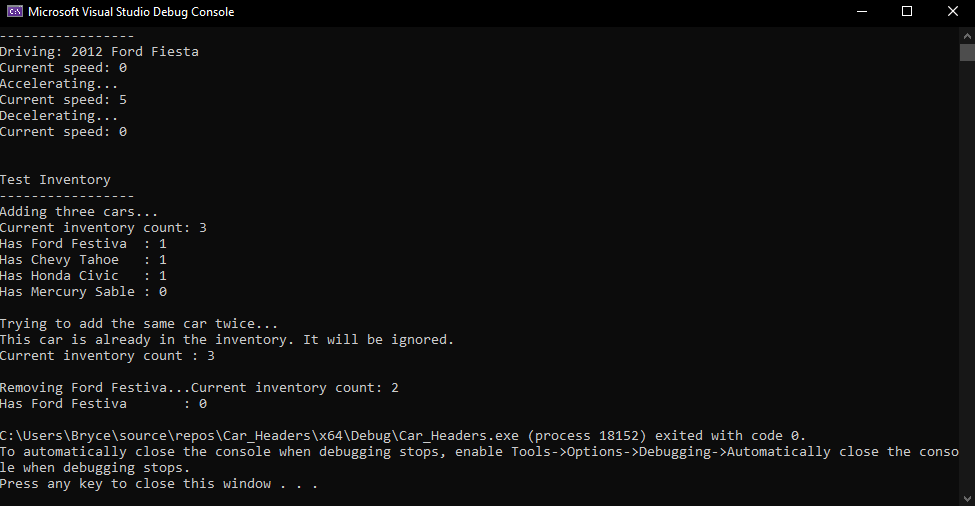 Microsoft Visual Studio Debug Console
-----------------
Driving: 2012 Ford Fiesta
Current speed: 0
Accelerating...
Current speed: 5
Decelerating...
Current speed: 0
Test Inventory
-----------------
Adding three cars...
Current inventory count: 3
Has Ford Festiva  : 1
Has Chevy Tahoe   : 1
Has Honda Civic   : 1
Has Mercury Sable : 0
Trying to add the same car twice...
This car is already in the inventory. It will be ignored.
Current inventory count : 3
Removing Ford Festiva...Current inventory count: 2
Has Ford Festiva       : 0
C:\Users\Bryce\source\repos\Car_Headers\x64\Debug\Car_Headers.exe (process 18152) exited with code 0.
To automatically close the console when debugging stops, enable Tools->Options->Debugging->Automatically close the conso
le when debugging stops.
Press any key to close this window . . .